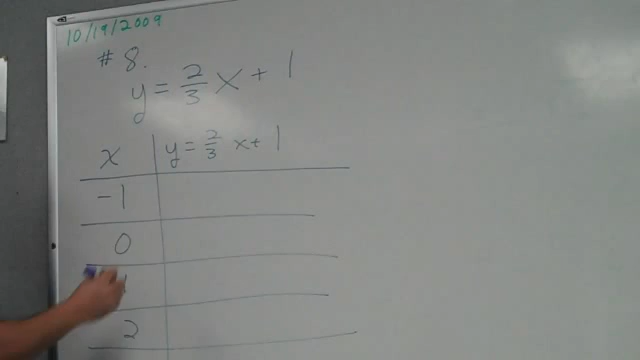 10/19/2009
# 8.
y = 2/3 x + 1
x | y = 2/3 x + 1
-1
0
2